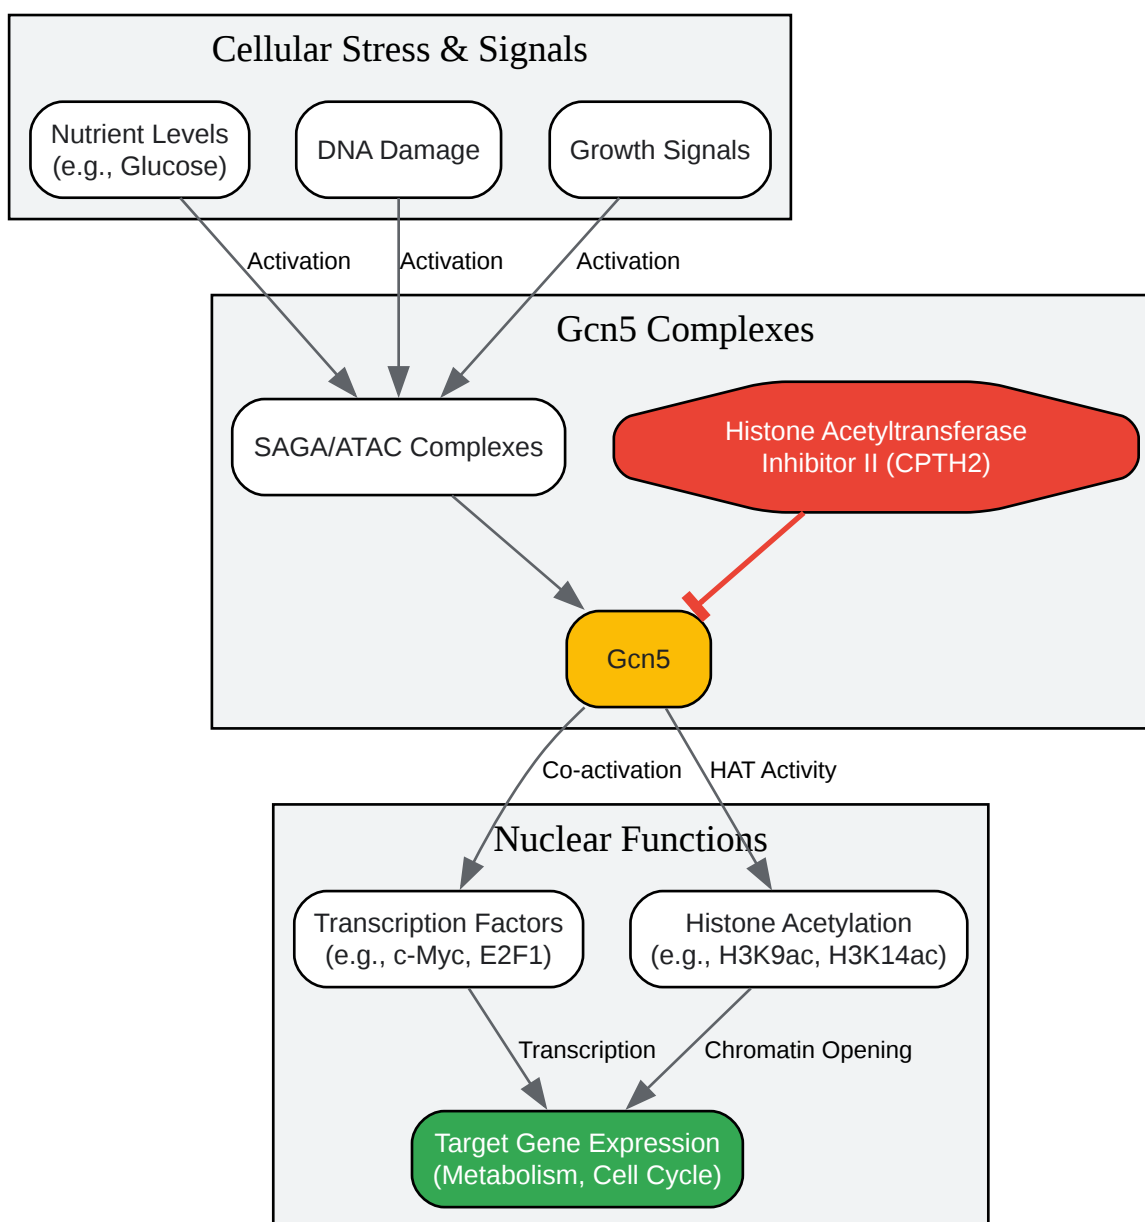 Cellular Stress & Signals
Nutrient Levels
(e.g., Glucose)
DNA Damage
Growth Signals
Activation
Activation
Activation
Gcn5 Complexes
SAGA/ATAC Complexes
Histone Acetyltransferase
Inhibitor II (CPTH2)
Gcn5
Co-activation
HAT Activity
Nuclear Functions
Transcription Factors
(e.g., c-Myc, E2F1)
Histone Acetylation
(e.g., H3K9ac, H3K14ac)
Transcription
Chromatin Opening
Target Gene Expression
(Metabolism, Cell Cycle)